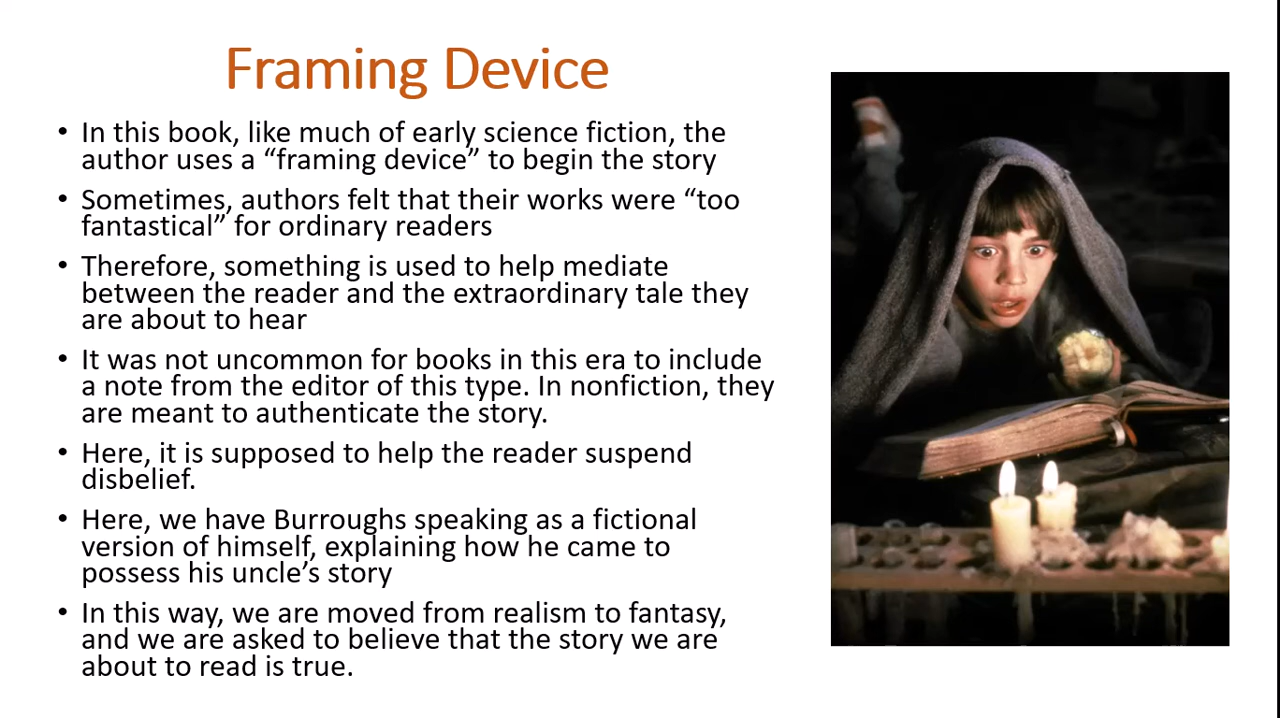 Framing Device
• In this book, like much of early science fiction, the
author uses a “framing device” to begin the story
• Sometimes, authors felt that their works were “too
fantastical” for ordinary readers
• Therefore, something is used to help mediate
between the reader and the extraordinary tale they
are about to hear
• It was not uncommon for books in this era to include
a note from the editor of this type. In nonfiction, they
are meant to authenticate the story.
• Here, it is supposed to help the reader suspend
disbelief.
• Here, we have Burroughs speaking as a fictional
version of himself, explaining how he came to
possess his uncle’s story
• In this way, we are moved from realism to fantasy,
and we are asked to believe that the story we are
about to read is true.